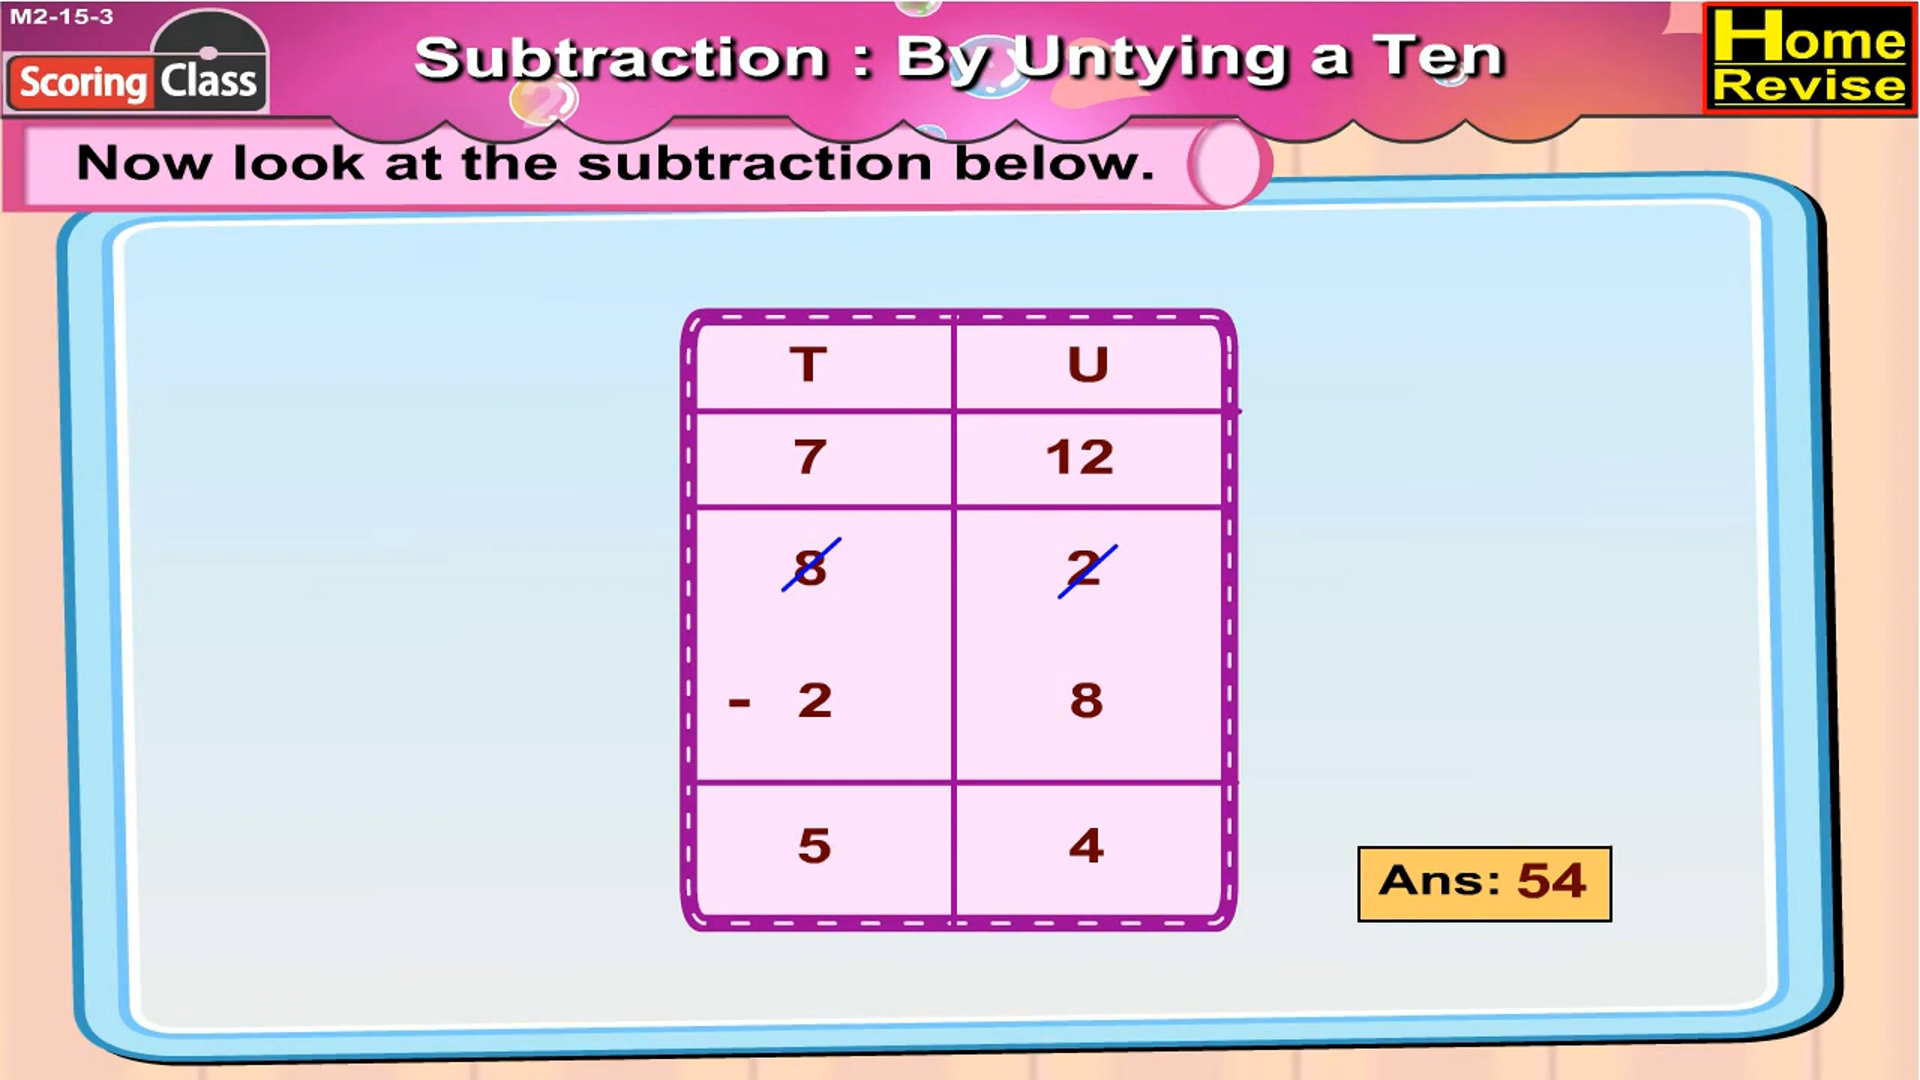 M2-15-3
Scoring Class
Subtraction : By Untying a Ten
Home
Revise
Now look at the subtraction below.
T U
7 12
8 2
- 2 8
5 4
Ans: 54